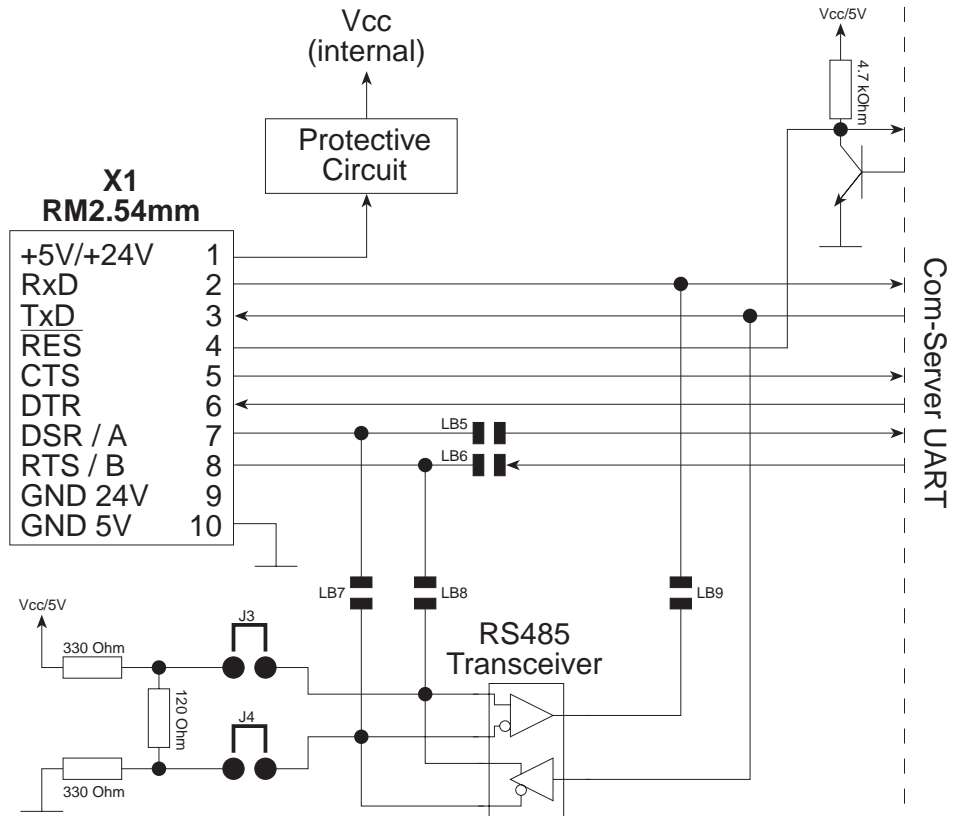 Vcc
(internal)
Vcc/5V
4.7 kOhm
Protective
Circuit
X1
RM2.54mm
+5V/+24V 1
RxD 2
TxD 3
RES 4
CTS 5
DTR 6
DSR / A 7
RTS / B 8
GND 24V 9
GND 5V 10
LB5
LB6
Com-Server UART
LB7
LB8
LB9
Vcc/5V
J3
330 Ohm
120 Ohm
J4
330 Ohm
RS485
Transceiver